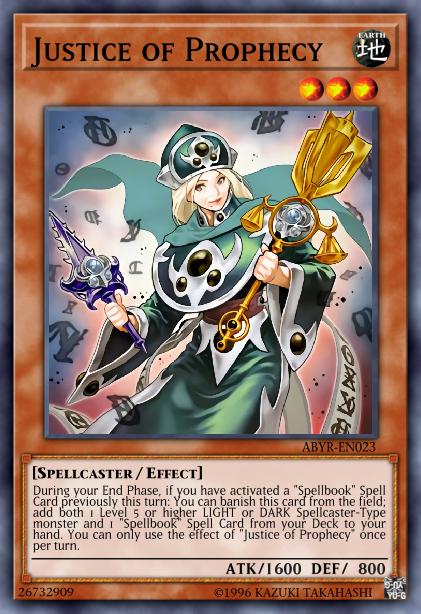 JUSTICE OF PROPHECY
EARTH
地
ABYR-EN023
[SPELLCASTER / EFFECT]
During your End Phase, if you have activated a "Spellbook" Spell
Card previously this turn: You can banish this card from the field;
add both 1 Level 5 or higher LIGHT or DARK Spellcaster-Type
monster and 1 "Spellbook" Spell Card from your Deck to your
hand. You can only use the effect of "Justice of Prophecy" once
per turn.
ATK/1600 DEF/ 800
26732909
©1996 KAZUKI TAKAHASHI